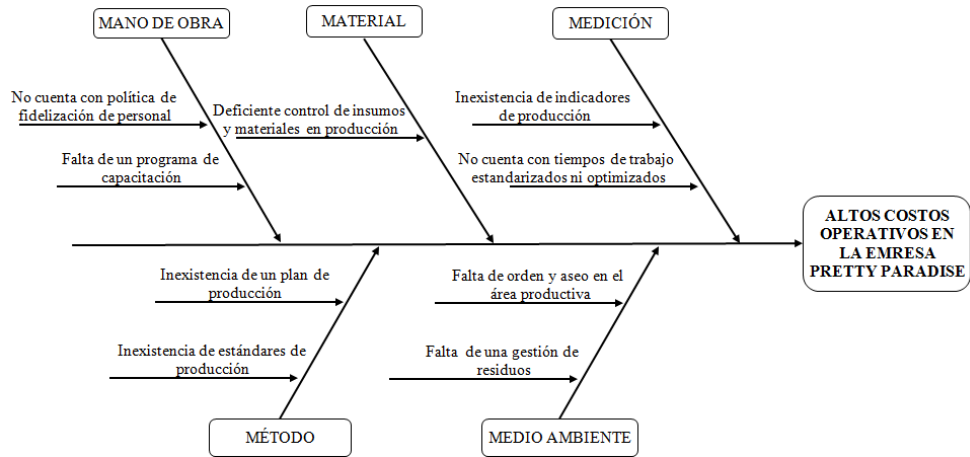 MANO DE OBRA
MATERIAL
MEDICIÓN
No cuenta con política de
fidelización de personal
Falta de un programa de
capacitación
Deficiente control de insumos
y materiales en producción
Inexistencia de indicadores
de producción
No cuenta con tiempos de trabajo
estandarizados ni optimizados
ALTOS COSTOS
OPERATIVOS EN
LA EMRESA
PRETTY PARADISE
Inexistencia de un plan de
producción
Inexistencia de estándares de
producción
Falta de orden y aseo en el
área productiva
Falta de una gestión de
residuos
MÉTODO
MEDIO AMBIENTE